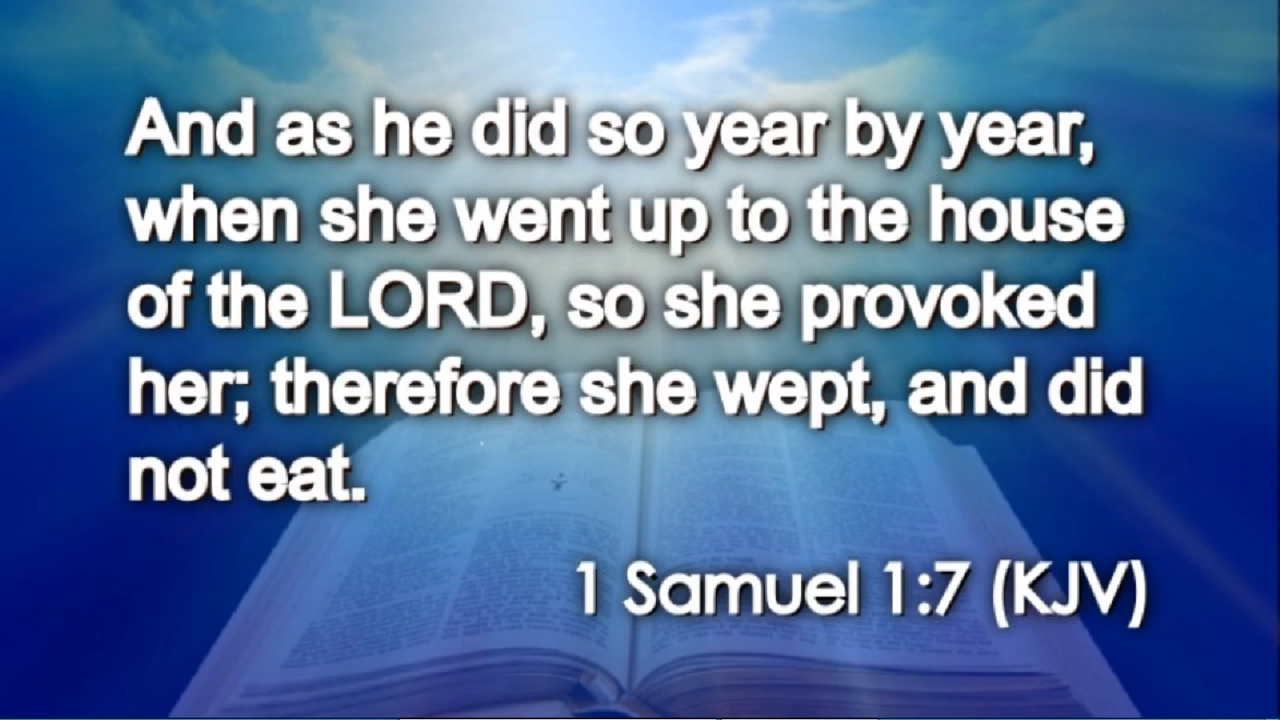 And as he did so year by year,
when she went up to the house
of the LORD, so she provoked
her; therefore she wept, and did
not eat.
1 Samuel 1:7 (KJV)